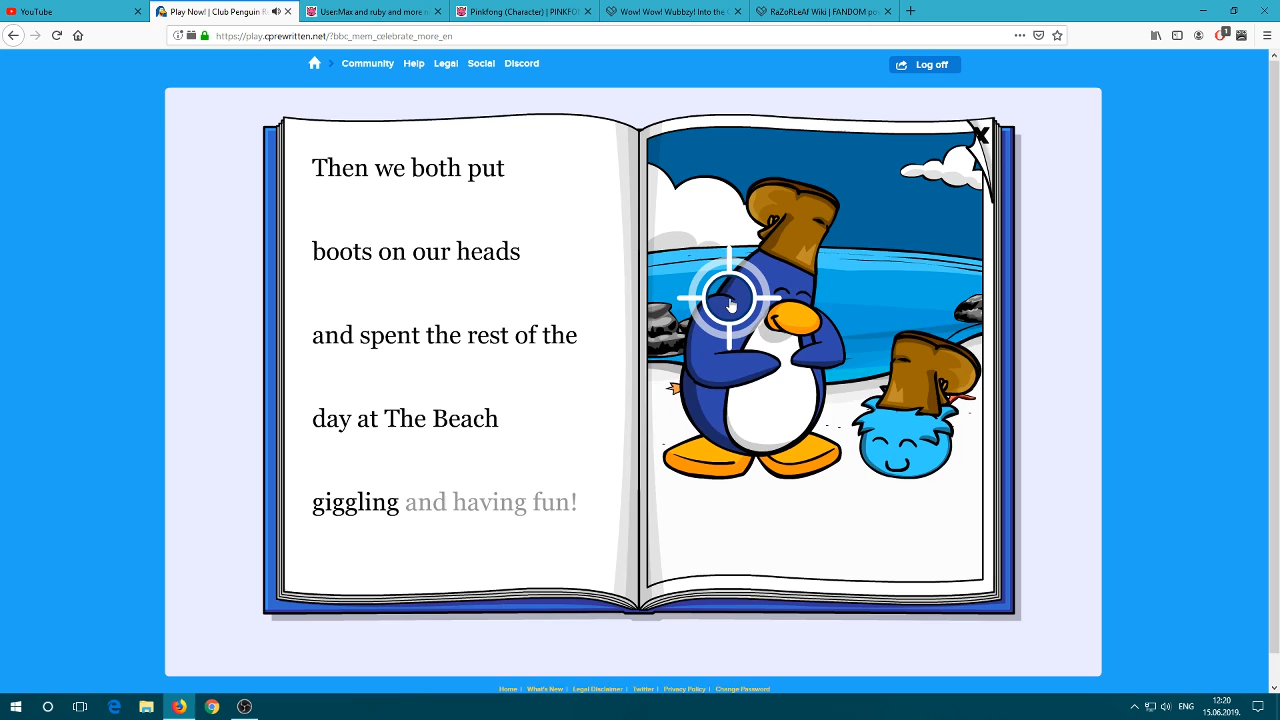 YouTube
Play Now! | Club Penguin Re
User:Max and ruby and more n
Pinkfong (Character) | PINKFO
Wow! Wow! Wubbzy! Into the C
RaZoRLeAf Wiki | FANDOM po
https://play.cprewritten.net/?bbc_mem_celebrate_more_en
1
Community Help Legal Social Discord
Log off
X
Then we both put
boots on our heads
and spent the rest of the
day at The Beach
giggling and having fun!
Home | What's New | Legal Disclaimer | Twitter | Privacy Policy | Change Password
ENG
12:20
15.06.2019.